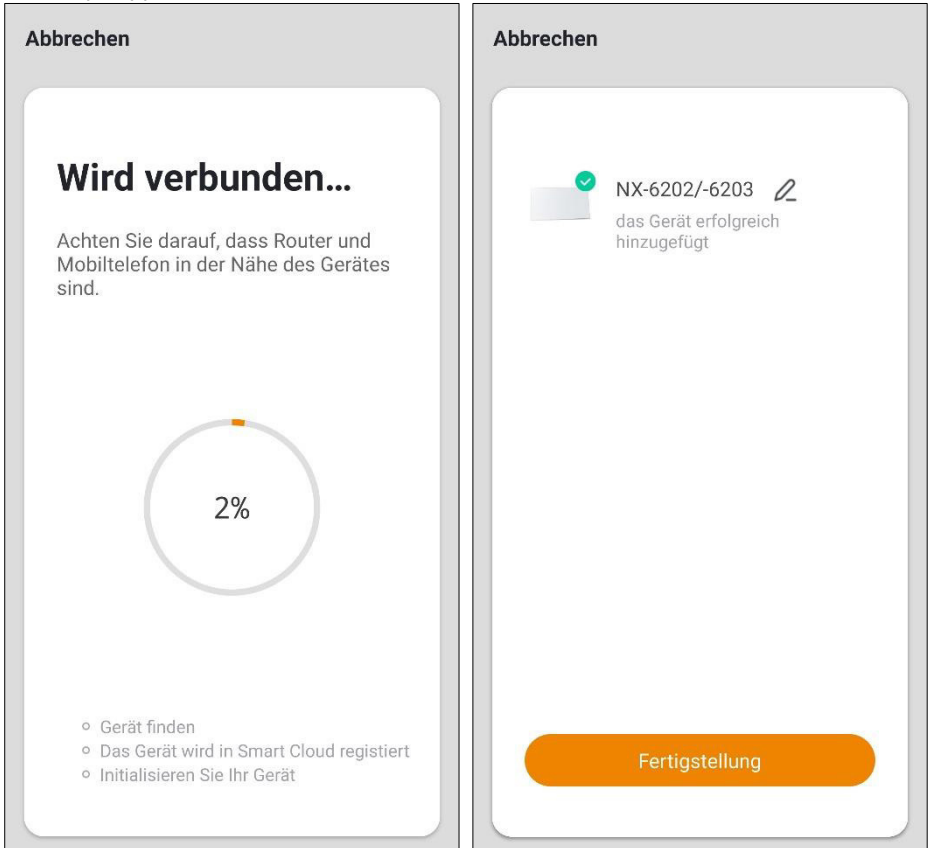 Abbrechen
Wird verbunden...
Achten Sie darauf, dass Router und
Mobiltelefon in der Nähe des Gerätes
sind.
2%
Gerät finden
Das Gerät wird in Smart Cloud registiert
Initialisieren Sie Ihr Gerät
Abbrechen
NX-6202/-6203
das Gerät erfolgreich
hinzugefügt
Fertigstellung